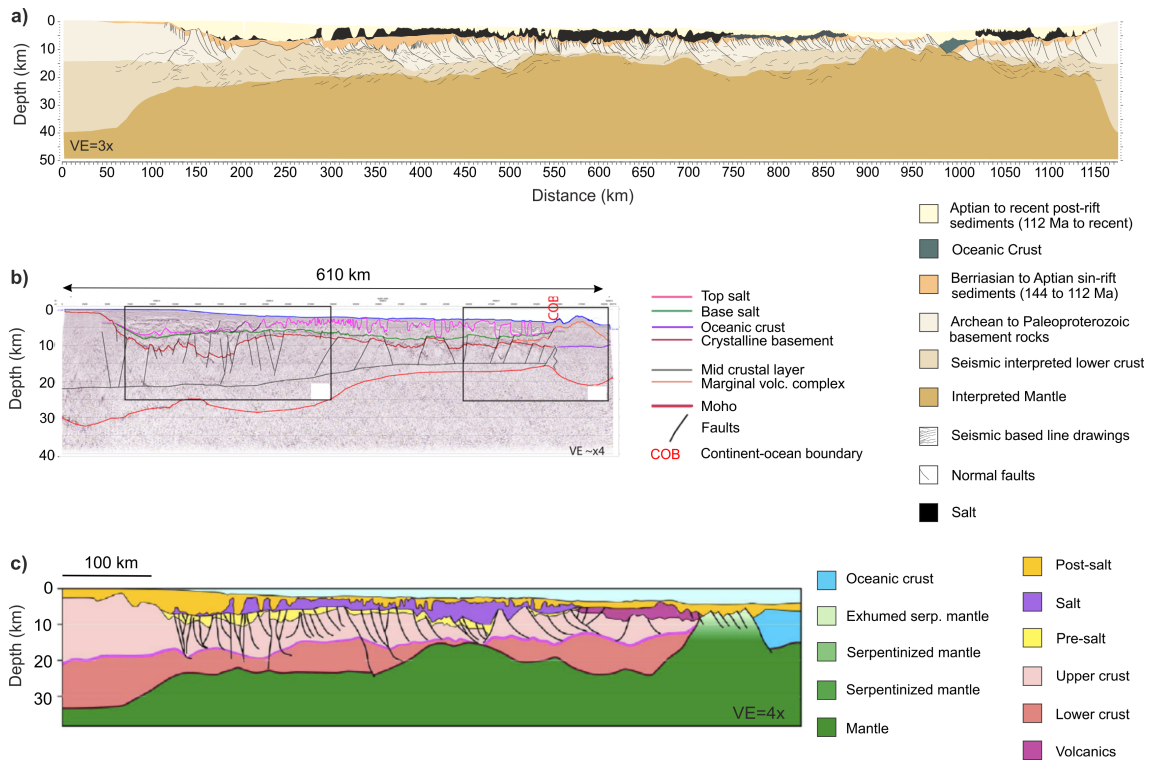 a)
0
10
20
30
40
50
Depth (km)
VE=3x
0 50 100 150 200 250 300 350 400 450 500 550 600 650 700 750 800 850 900 950 1000 1050 1100 1150
Distance (km)
Aptian to recent post-rift
sediments (112 Ma to recent)
Oceanic Crust
Berriasian to Aptian sin-rift
sediments (144 to 112 Ma)
Archean to Paleoproterozoic
basement rocks
Seismic interpreted lower crust
Interpreted Mantle
Seismic based line drawings
Normal faults
Salt
b)
610 km
COB
0
10
20
30
40
Depth (km)
VE ~x4
Top salt
Base salt
Oceanic crust
Crystalline basement
Mid crustal layer
Marginal volc. complex
Moho
Faults
COB Continent-ocean boundary
c)
100 km
0
10
20
30
Depth (km)
VE=4x
Oceanic crust
Exhumed serp. mantle
Serpentinized mantle
Serpentinized mantle
Mantle
Post-salt
Salt
Pre-salt
Upper crust
Lower crust
Volcanics